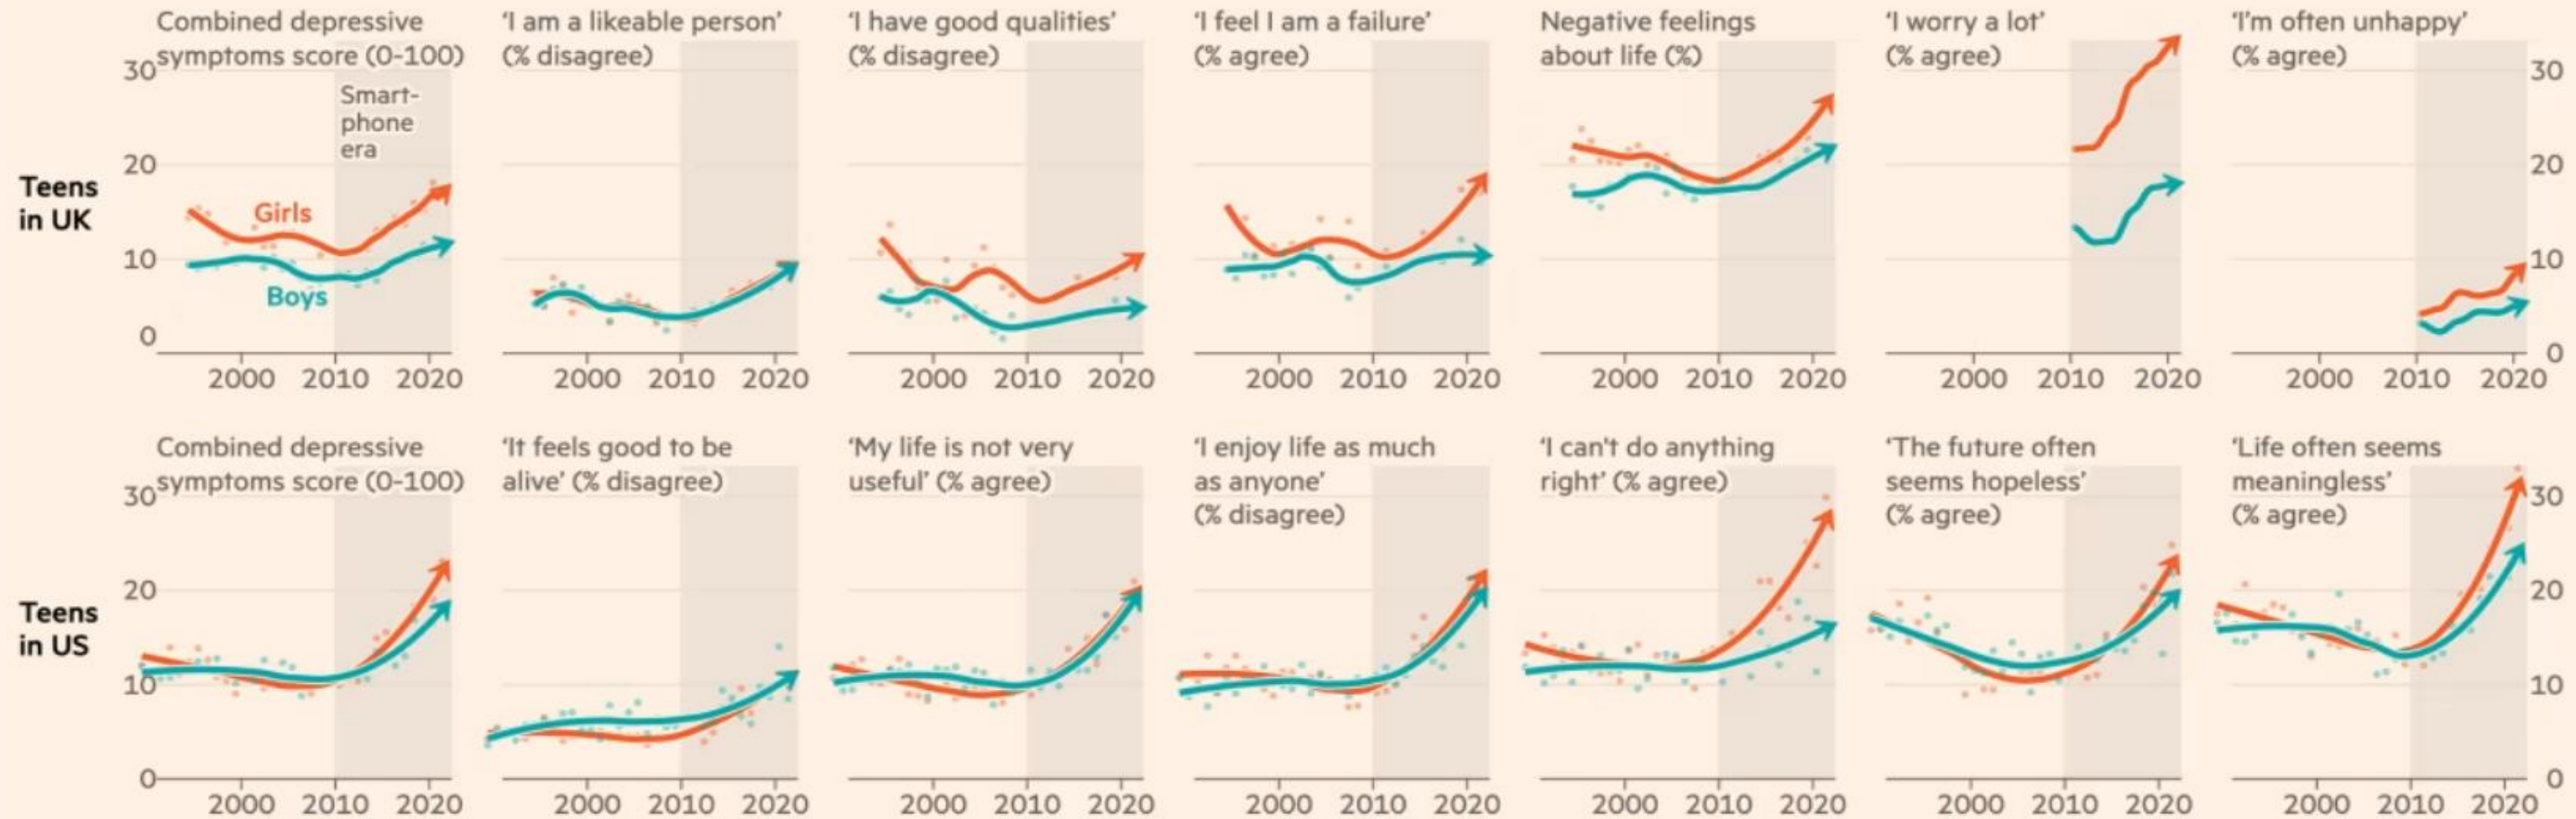 Combined depressive
symptoms score (0-100)
‘I am a likeable person’
(% disagree)
‘I have good qualities’
(% disagree)
‘I feel I am a failure’
(% agree)
Negative feelings
about life (%)
‘I worry a lot’
(% agree)
‘I’m often unhappy’
(% agree)
30
20
10
0
Smart-
phone
era
Girls
Boys
Teens
in UK
30
20
10
0
2000 2010 2020
2000 2010 2020
2000 2010 2020
2000 2010 2020
2000 2010 2020
2000 2010 2020
2000 2010 2020
Combined depressive
symptoms score (0-100)
‘It feels good to be
alive’ (% disagree)
‘My life is not very
useful’ (% agree)
‘I enjoy life as much
as anyone’
(% disagree)
‘I can't do anything
right’ (% agree)
‘The future often
seems hopeless’
(% agree)
‘Life often seems
meaningless’
(% agree)
30
20
10
0
Teens
in US
30
20
10
0
2000 2010 2020
2000 2010 2020
2000 2010 2020
2000 2010 2020
2000 2010 2020
2000 2010 2020
2000 2010 2020